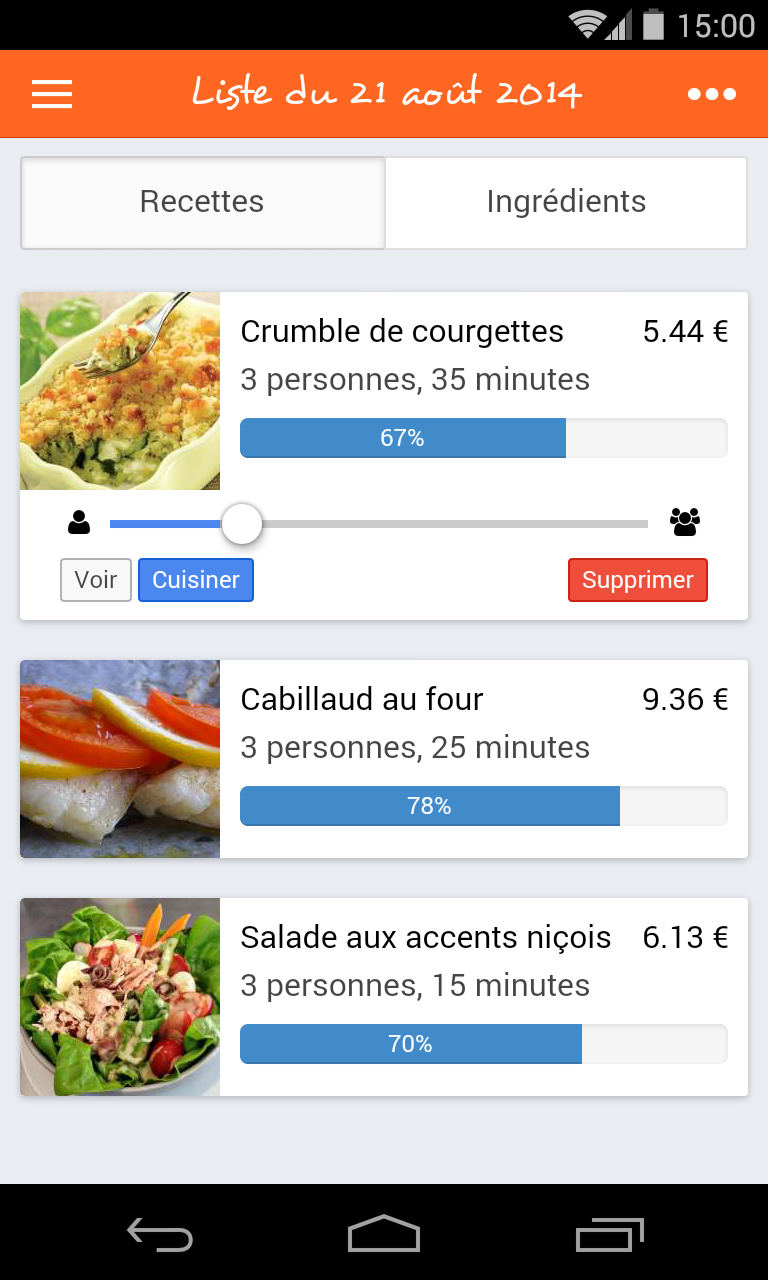 15:00
Liste du 21 août 2014
Recettes
Ingrédients
Crumble de courgettes 5.44 €
3 personnes, 35 minutes
67%
Voir Cuisiner Supprimer
Cabillaud au four 9.36 €
3 personnes, 25 minutes
78%
Salade aux accents niçois 6.13 €
3 personnes, 15 minutes
70%